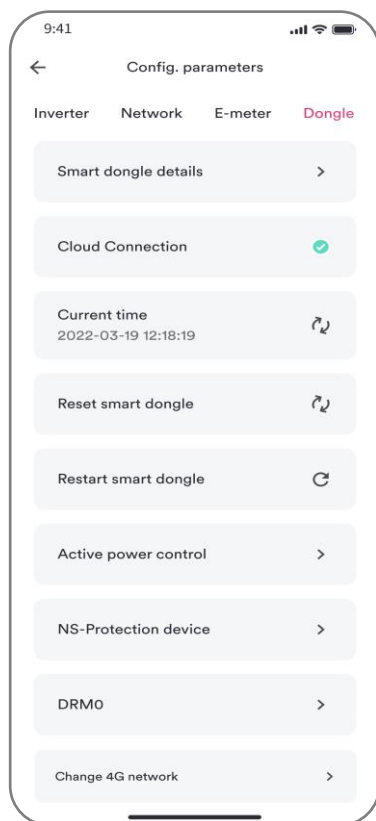 9:41
Config. parameters
Inverter Network E-meter Dongle
Smart dongle details
Cloud Connection
Current time
2022-03-19 12:18:19
Reset smart dongle
Restart smart dongle
Active power control
NS-Protection device
DRM0
Change 4G network